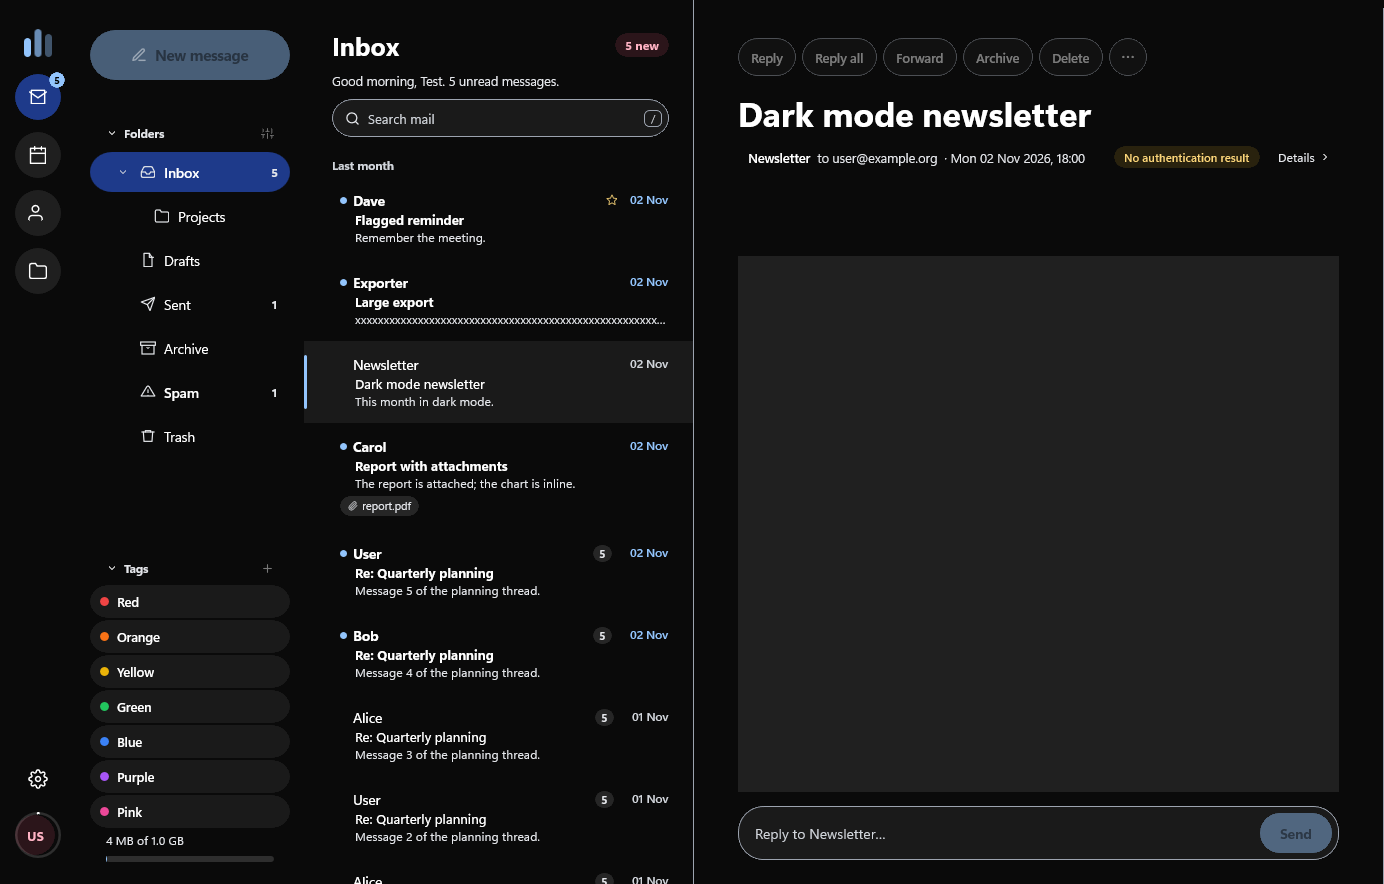 5
New message
Folders
Inbox 5
Projects
Drafts
Sent 1
Archive
Spam 1
Trash
Tags
Red
Orange
Yellow
Green
Blue
Purple
Pink
4 MB of 1.0 GB
US
Inbox 5 new
Good morning, Test. 5 unread messages.
Search mail /
Last month
Dave 02 Nov
Flagged reminder
Remember the meeting.
Exporter 02 Nov
Large export
Newsletter 02 Nov
Dark mode newsletter
This month in dark mode.
Carol 02 Nov
Report with attachments
The report is attached; the chart is inline.
report.pdf
User 5 02 Nov
Re: Quarterly planning
Message 5 of the planning thread.
Bob 5 02 Nov
Re: Quarterly planning
Message 4 of the planning thread.
Alice 5 01 Nov
Re: Quarterly planning
Message 3 of the planning thread.
User 5 01 Nov
Re: Quarterly planning
Message 2 of the planning thread.
Alice 5 01 Nov
Reply Reply all Forward Archive Delete ...
Dark mode newsletter
Newsletter to user@example.org · Mon 02 Nov 2026, 18:00 No authentication result Details
Reply to Newsletter... Send